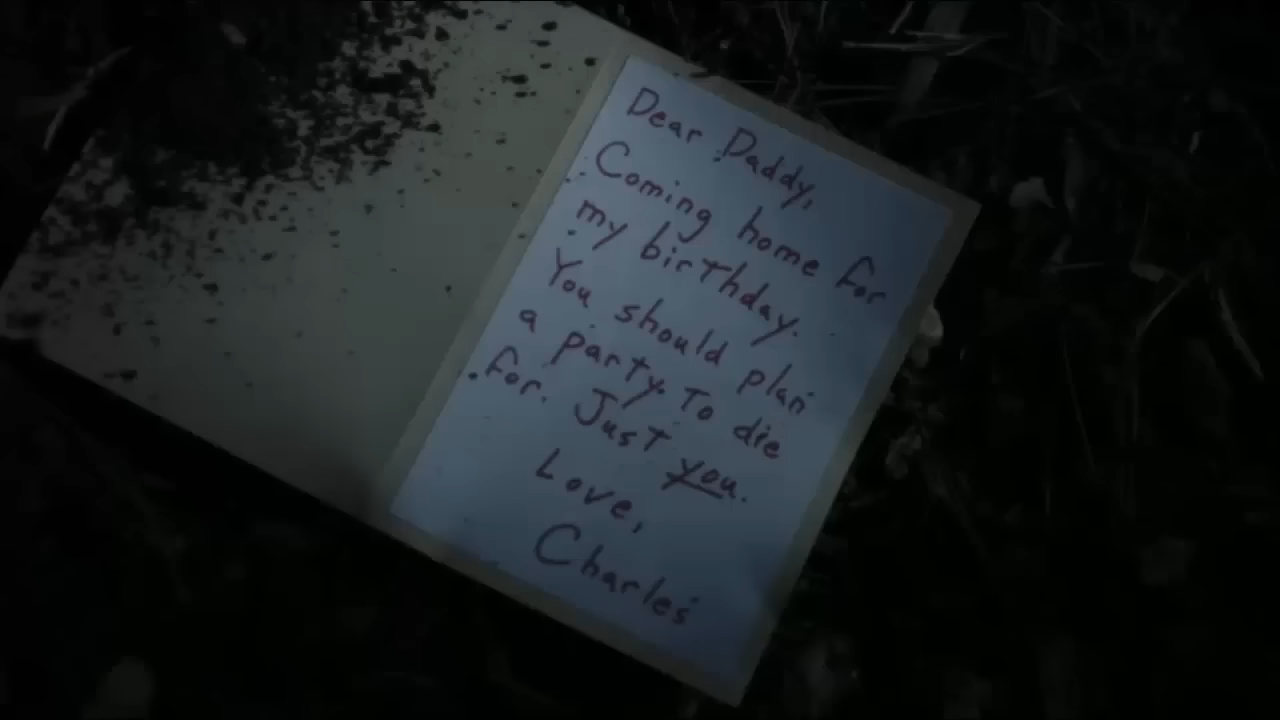 Dear Daddy,
Coming home for
my birthday.
You should plan
a party. To die
for. Just you.
Love,
Charles